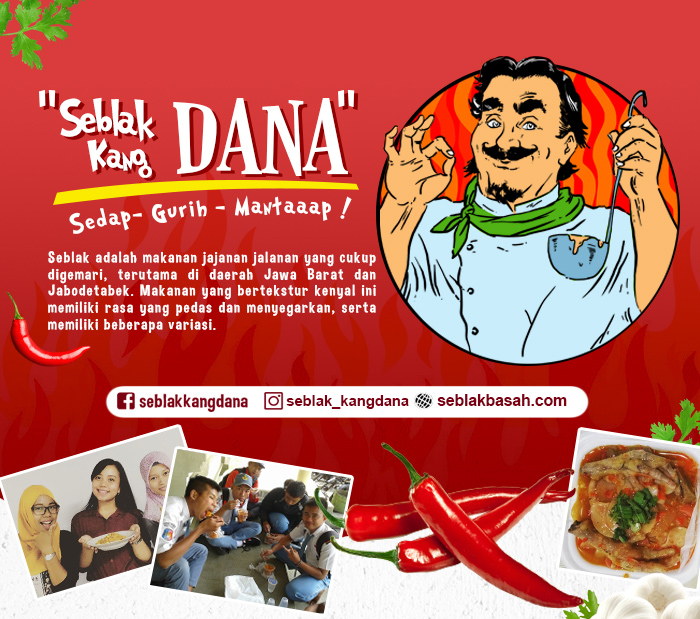 "Seblak Kang DANA"
Sedap- Gurih - Mantaaap !
Seblak adalah makanan jajanan jalanan yang cukup
digemari, terutama di daerah Jawa Barat dan
Jabodetabek. Makanan yang bertekstur kenyal ini
memiliki rasa yang pedas dan menyegarkan, serta
memiliki beberapa variasi.
seblakkangdana seblak_kangdana seblakbasah.com